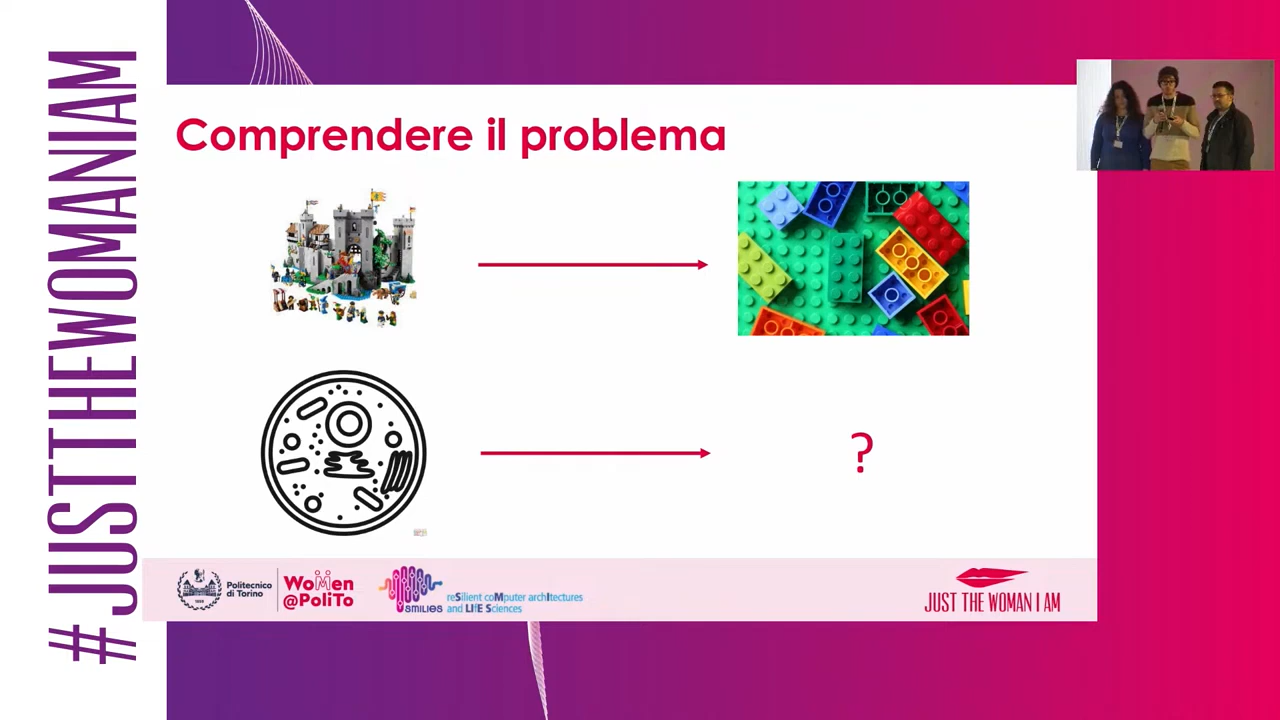 #JUSTTHEWOMANIAM
Comprendere il problema
?
Politecnico
di Torino
WoMen
@PoliTo
SMILIES
reSilient coMputer archItectures
and LIfE Sciences
JUST THE WOMAN I AM